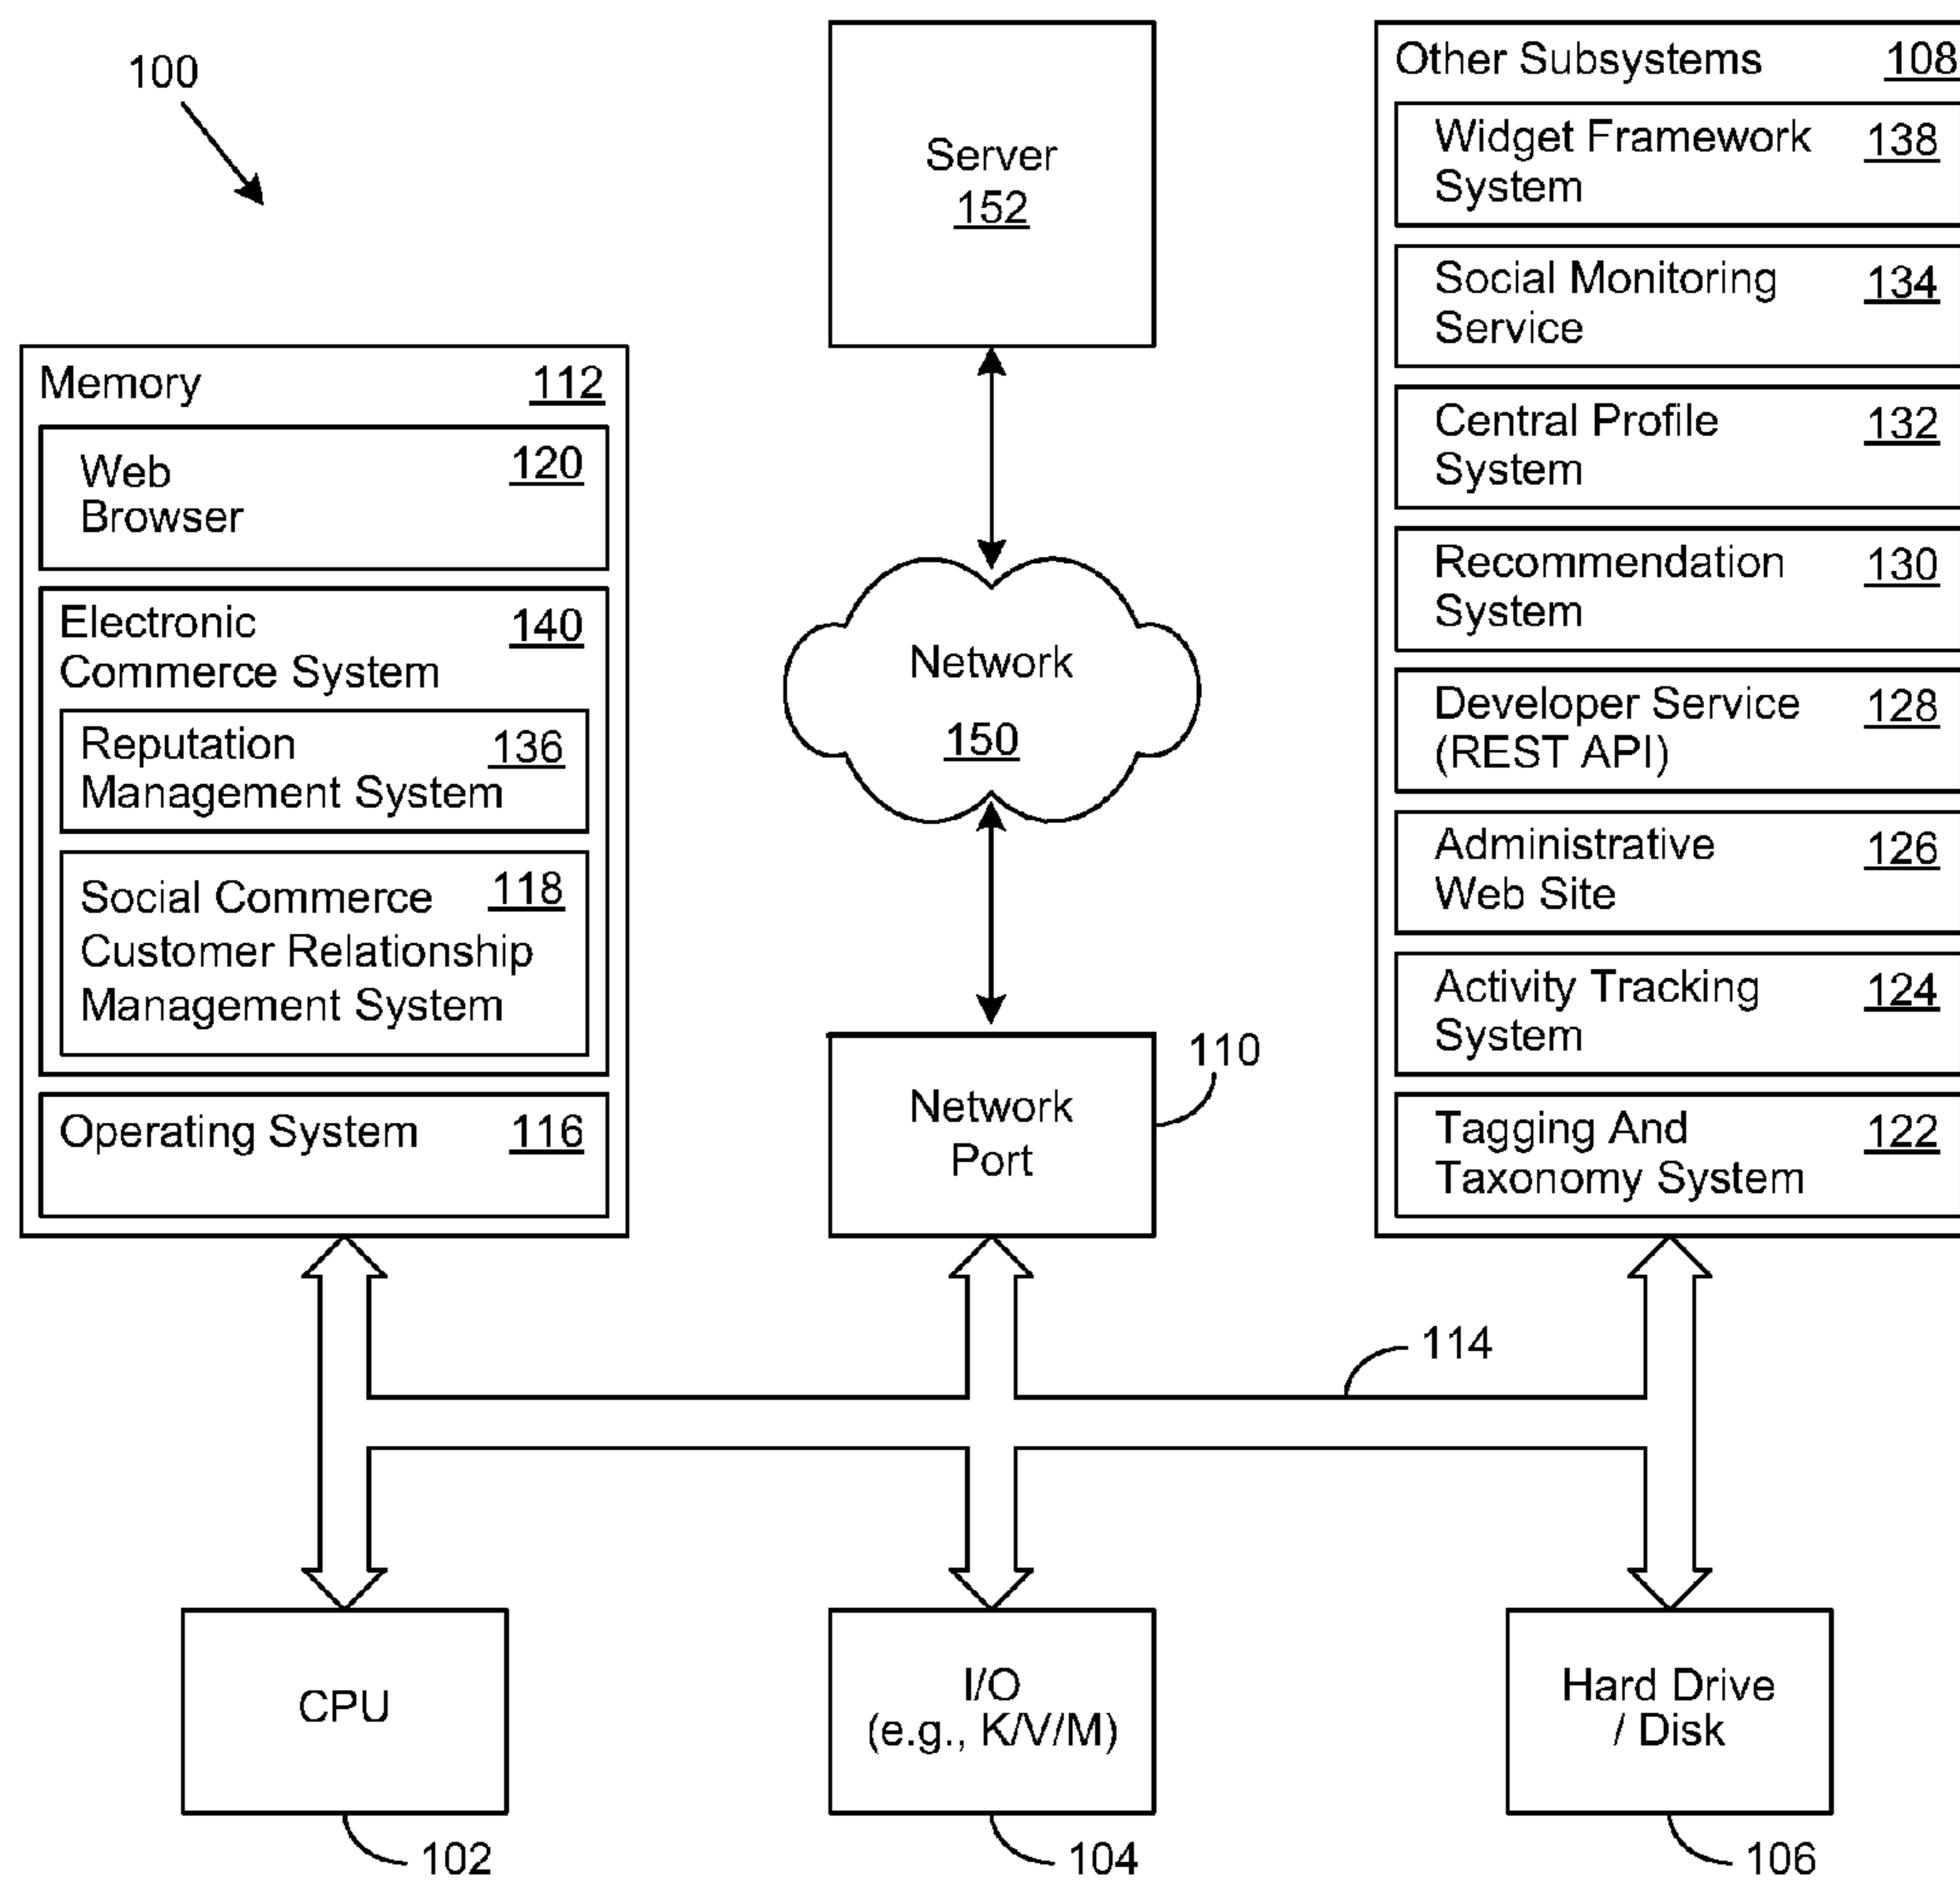 100
Server
152
Memory 112
Web 120
Browser
Electronic 140
Commerce System
Reputation 136
Management System
Social Commerce 118
Customer Relationship
Management System
Operating System 116
Network
150
Network
Port
110
Other Subsystems 108
Widget Framework 138
System
Social Monitoring 134
Service
Central Profile 132
System
Recommendation 130
System
Developer Service 128
(REST API)
Administrative 126
Web Site
Activity Tracking 124
System
Tagging And 122
Taxonomy System
114
CPU
102
I/O
(e.g., K/V/M)
104
Hard Drive
/ Disk
106